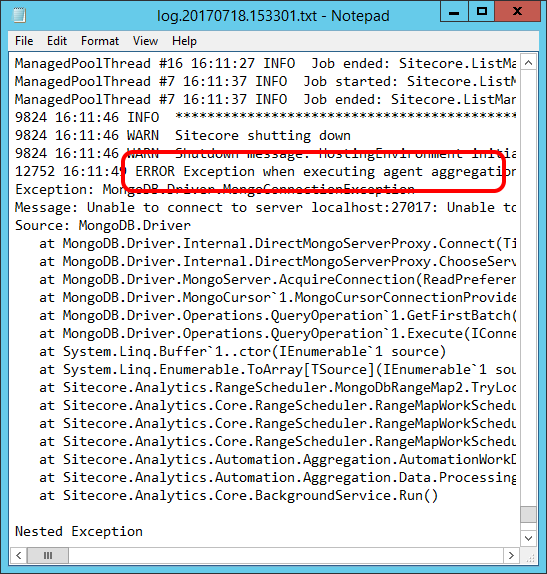 log.20170718.153301.txt - Notepad
File Edit Format View Help
ManagedPoolThread #16 16:11:27 INFO  Job ended: Sitecore.ListMa
ManagedPoolThread #7 16:11:37 INFO  Job started: Sitecore.ListM
ManagedPoolThread #7 16:11:37 INFO  Job ended: Sitecore.ListMan
9824 16:11:46 INFO  *******************************************
9824 16:11:46 WARN  Sitecore shutting down
9824 16:11:46 WARN  Shutdown message: HostingEnvironment initia
12752 16:11:49 ERROR Exception when executing agent aggregation
Exception: MongoDB.Driver.MongoConnectionException
Message: Unable to connect to server localhost:27017: Unable to
Source: MongoDB.Driver
   at MongoDB.Driver.Internal.DirectMongoServerProxy.Connect(Ti
   at MongoDB.Driver.Internal.DirectMongoServerProxy.ChooseServ
   at MongoDB.Driver.MongoServer.AcquireConnection(ReadPreferen
   at MongoDB.Driver.MongoCursor`1.MongoCursorConnectionProvide
   at MongoDB.Driver.Operations.QueryOperation`1.GetFirstBatch(
   at MongoDB.Driver.Operations.QueryOperation`1.Execute(IConne
   at System.Linq.Buffer`1..ctor(IEnumerable`1 source)
   at System.Linq.Enumerable.ToArray[TSource](IEnumerable`1 sou
   at Sitecore.Analytics.RangeScheduler.MongoDbRangeMap2.TryLoc
   at Sitecore.Analytics.Core.RangeScheduler.RangeMapWorkSchedu
   at Sitecore.Analytics.Core.RangeScheduler.RangeMapWorkSchedu
   at Sitecore.Analytics.Core.RangeScheduler.RangeMapWorkSchedu
   at Sitecore.Analytics.Automation.Aggregation.AutomationWorkD
   at Sitecore.Analytics.Automation.Aggregation.Data.Processing
   at Sitecore.Analytics.Core.BackgroundService.Run()
Nested Exception